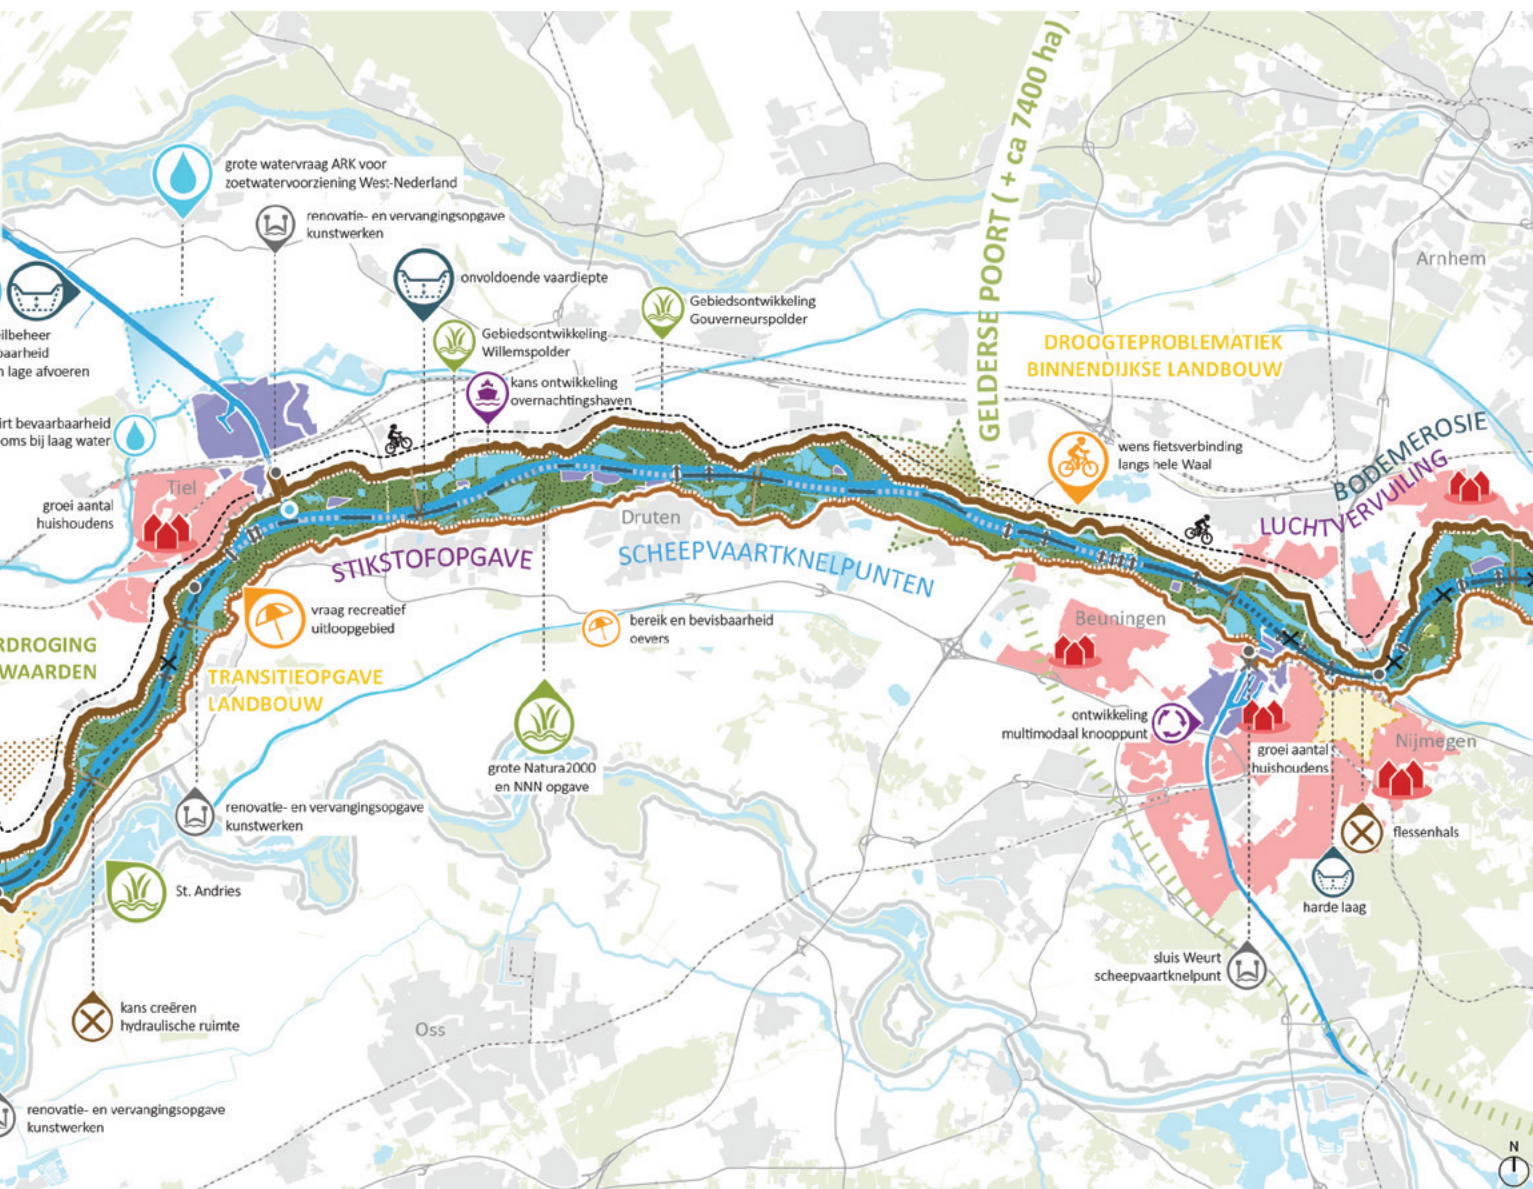 grote watervraag ARK voor
zoetwatervoorziening West-Nederland
renovatie- en vervangingsopgave
kunstwerken
onvoldoende vaardiepte
Gebiedsontwikkeling
Willemspolder
Gebiedsontwikkeling
Gouverneurspolder
kans ontwikkeling
overnachtingshaven
GELDERSE POORT (+ ca 7400 ha)
Arnhem
DROOGTEPROBLEMATIEK
BINNENDIJKSE LANDBOUW
wens fietsverbinding
langs hele Waal
BODEMEROSIE
LUCHTVERVUILING
eilbeheer
baarheid
n lage afvoeren
irt bevaarbaarheid
oms bij laag water
Tiel
groei aantal
huishoudens
STIKSTOFOPGAVE
Druten
SCHEEPVAARTKNELPUNTEN
vraag recreatief
uitloopgebied
bereik en bevisbaarheid
oevers
RDROGING
WAARDEN
TRANSITIEOPGAVE
LANDBOUW
Beuningen
ontwikkeling
multimodaal knooppunt
groei aantal
huishoudens
Nijmegen
grote Natura2000
en NNN opgave
renovatie- en vervangingsopgave
kunstwerken
flessenhals
St. Andries
harde laag
sluis Weurt
scheepvaartknelpunt
kans creëren
hydraulische ruimte
Oss
renovatie- en vervangingsopgave
kunstwerken
N